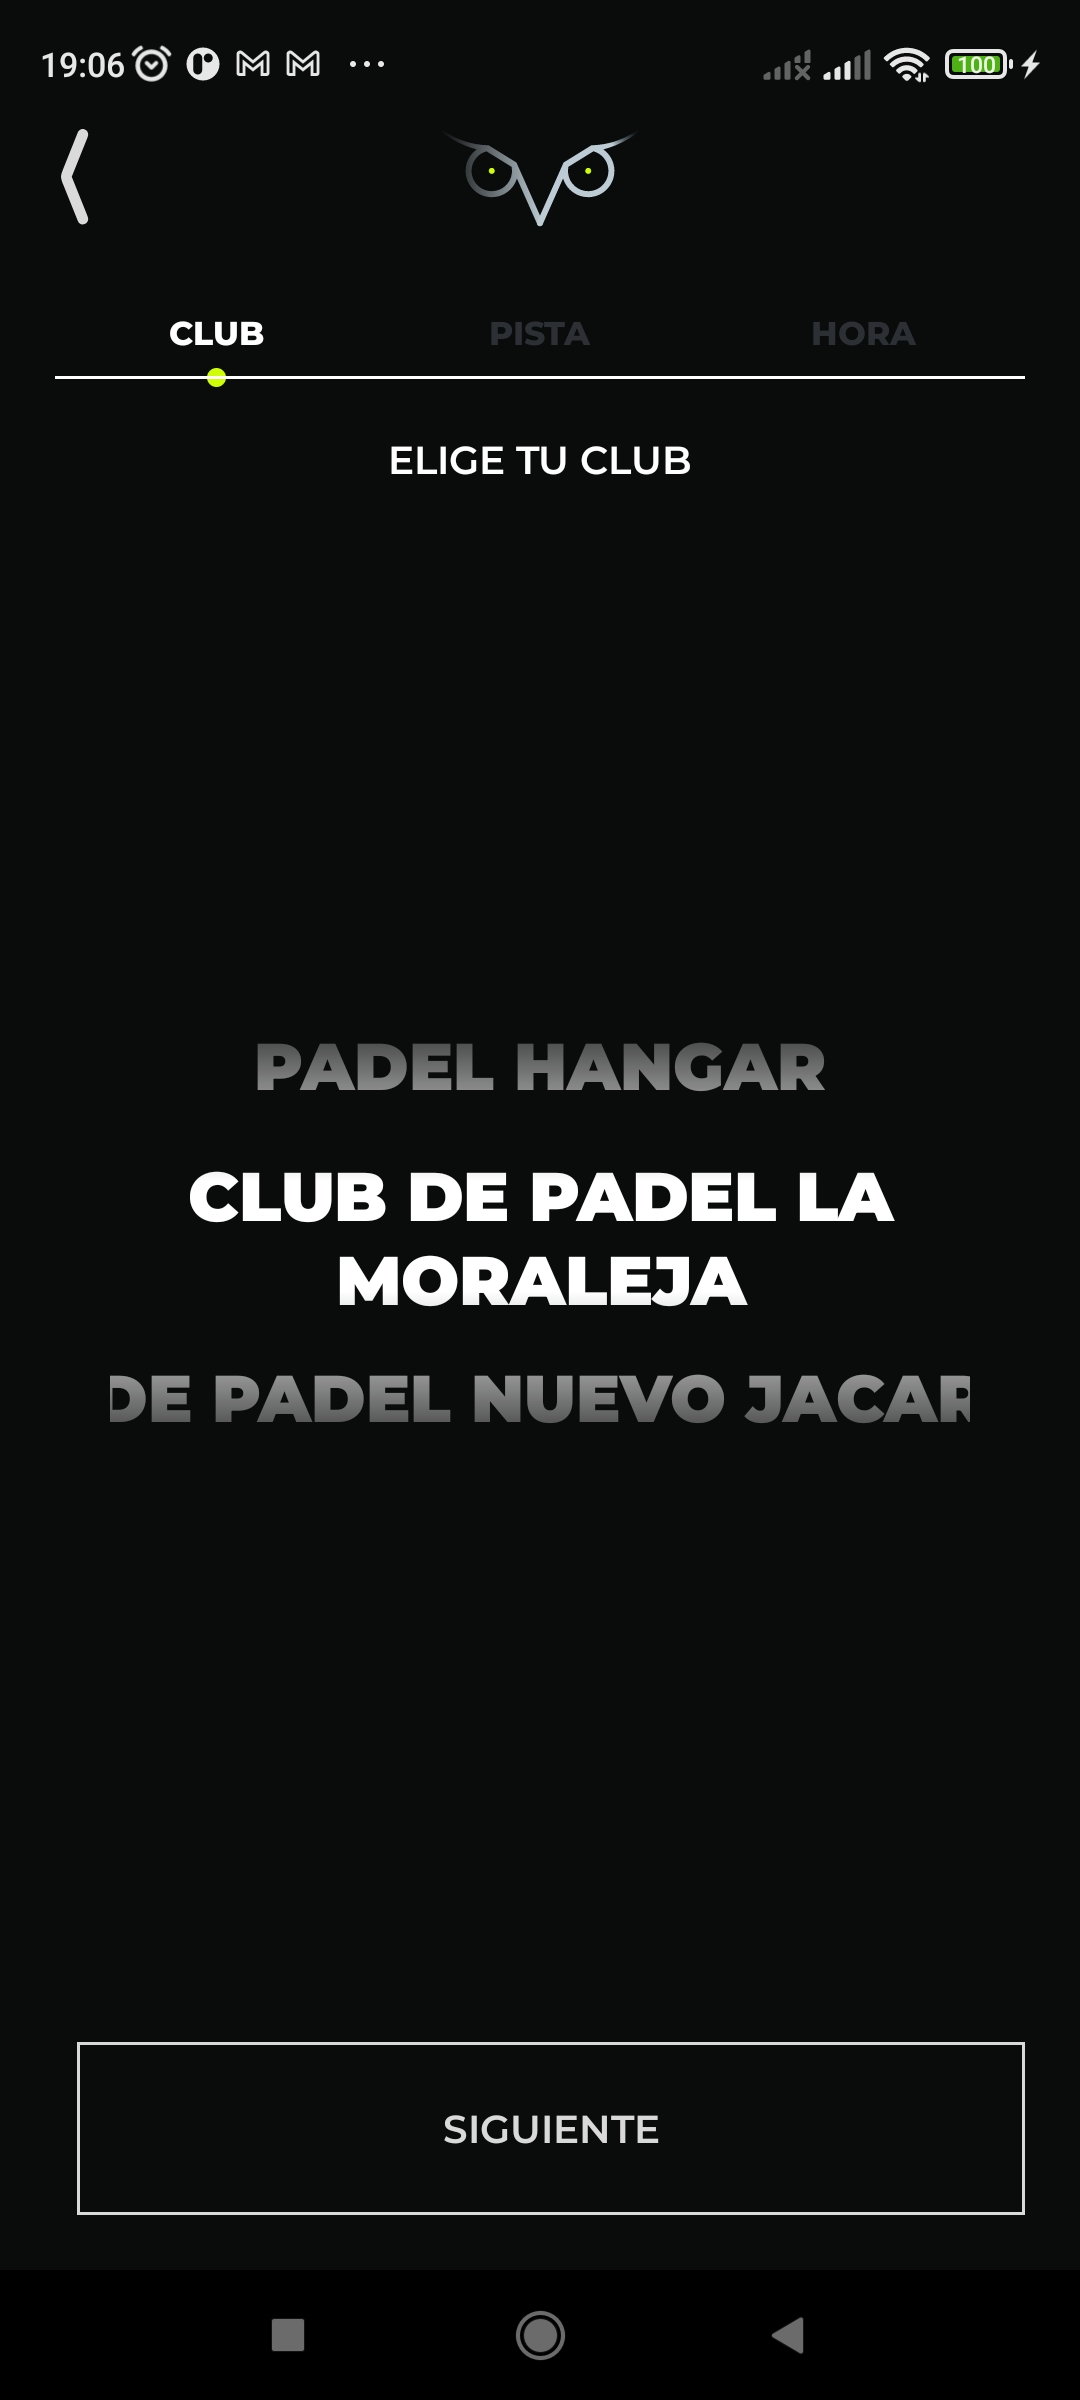 19:06
100
CLUB PISTA HORA
ELIGE TU CLUB
PADEL HANGAR
CLUB DE PADEL LA
MORALEJA
DE PADEL NUEVO JACAR
SIGUIENTE